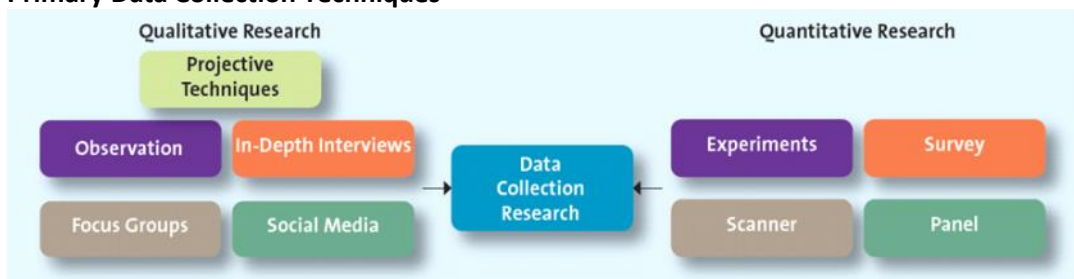 Primary Data Collection Techniques
Qualitative Research
Quantitative Research
Projective
Techniques
Observation
In-Depth Interviews
Experiments
Survey
Data
Collection
Research
Focus Groups
Social Media
Scanner
Panel